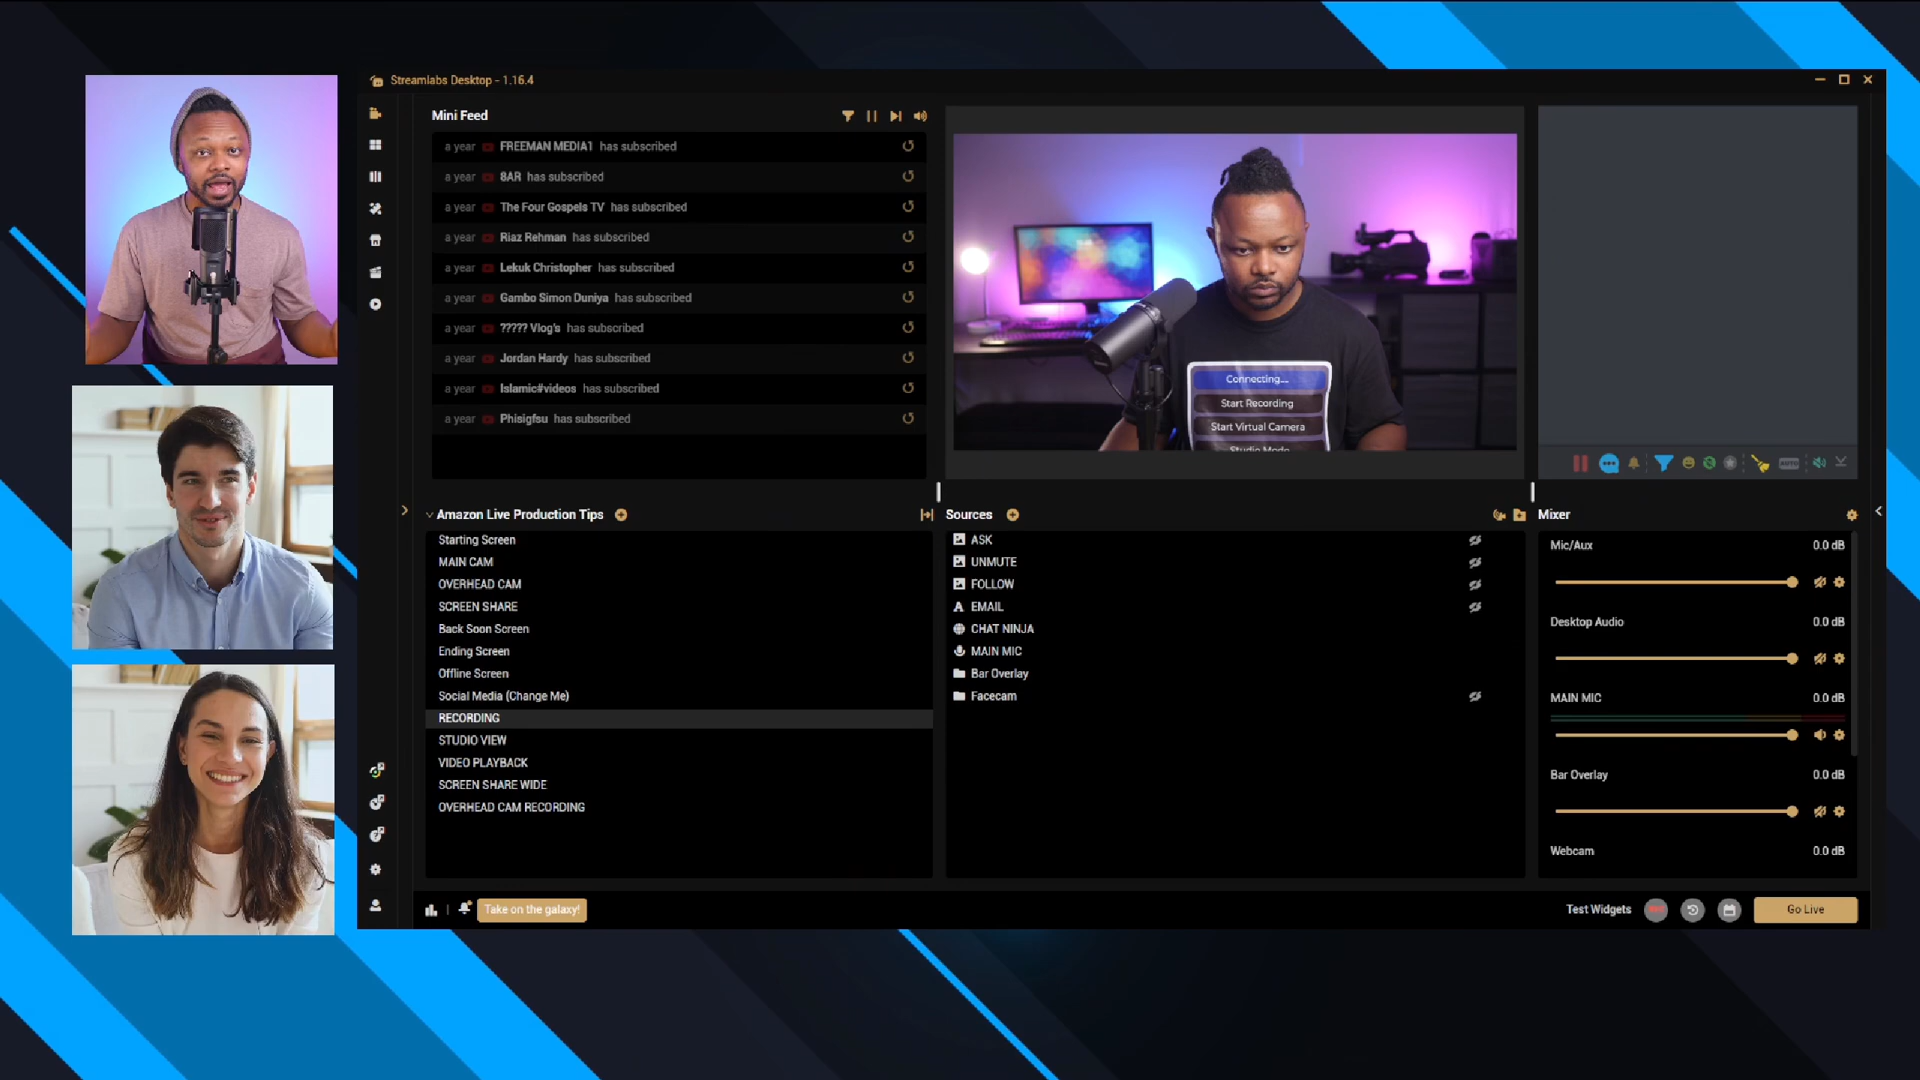 Streamlabs Desktop - 1.16.4
Mini Feed
a year FREEMAN MEDIA1 has subscribed
a year 8AR has subscribed
a year The Four Gospels TV has subscribed
a year Riaz Rehman has subscribed
a year Lekuk Christopher has subscribed
a year Gambo Simon Duniya has subscribed
a year ????? Vlog's has subscribed
a year Jordan Hardy has subscribed
a year Islamic#videos has subscribed
a year Phisigfsu has subscribed
Connecting...
Start Recording
Start Virtual Camera
Studio Mode
AUTO
Amazon Live Production Tips
Starting Screen
MAIN CAM
OVERHEAD CAM
SCREEN SHARE
Back Soon Screen
Ending Screen
Offline Screen
Social Media (Change Me)
RECORDING
STUDIO VIEW
VIDEO PLAYBACK
SCREEN SHARE WIDE
OVERHEAD CAM RECORDING
Sources
ASK
UNMUTE
FOLLOW
EMAIL
CHAT NINJA
MAIN MIC
Bar Overlay
Facecam
Mixer
Mic/Aux 0.0 dB
Desktop Audio 0.0 dB
MAIN MIC 0.0 dB
Bar Overlay 0.0 dB
Webcam 0.0 dB
Take on the galaxy!
Test Widgets
Go Live